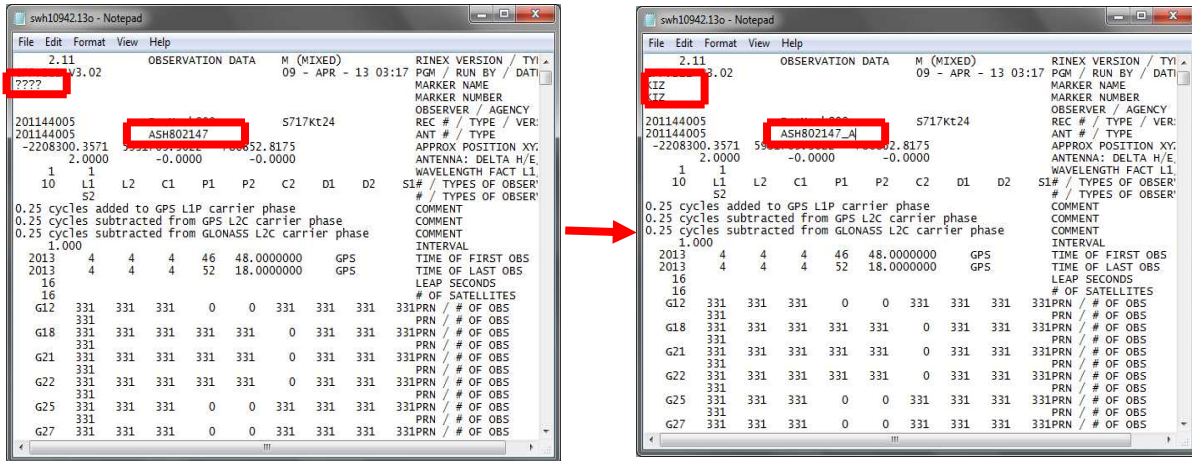 swh10942.13o - Notepad
File Edit Format View Help
2.11 OBSERVATION DATA M (MIXED) RINEX VERSION / TYI
V3.02 09 - APR - 13 03:17 PGM / RUN BY / DATI
???? MARKER NAME
MARKER NUMBER
OBSERVER / AGENCY
201144005 S717Kt24 REC # / TYPE / VER:
201144005 ASH802147 ANT # / TYPE
-2208300.3571 .8175 APPROX POSITION XYZ
2.0000 -0.0000 -0.0000 ANTENNA: DELTA H/E
1 1 WAVELENGTH FACT L1
10 L1 L2 C1 P1 P2 C2 D1 D2 S1# / TYPES OF OBSER'
S2 # / TYPES OF OBSER'
0.25 cycles added to GPS L1P carrier phase COMMENT
0.25 cycles subtracted from GPS L2C carrier phase COMMENT
0.25 cycles subtracted from GLONASS L2C carrier phase COMMENT
1.000 INTERVAL
2013 4 4 4 46 48.0000000 GPS TIME OF FIRST OBS
2013 4 4 4 52 18.0000000 GPS TIME OF LAST OBS
16 LEAP SECONDS
16 # OF SATELLITES
G12 331 331 331 0 0 331 331 331 331PRN / # OF OBS
331 PRN / # OF OBS
G18 331 331 331 331 331 0 331 331 331PRN / # OF OBS
331 PRN / # OF OBS
G21 331 331 331 331 331 0 331 331 331PRN / # OF OBS
331 PRN / # OF OBS
G22 331 331 331 331 331 0 331 331 331PRN / # OF OBS
331 PRN / # OF OBS
G25 331 331 331 0 0 331 331 331 331PRN / # OF OBS
331 PRN / # OF OBS
G27 331 331 331 0 0 331 331 331 331PRN / # OF OBS
swh10942.13o - Notepad
File Edit Format View Help
2.11 OBSERVATION DATA M (MIXED) RINEX VERSION / TYI
3.02 09 - APR - 13 03:17 PGM / RUN BY / DATI
KIZ MARKER NAME
KIZ MARKER NUMBER
OBSERVER / AGENCY
201144005 S717Kt24 REC # / TYPE / VER:
201144005 ASH802147_A ANT # / TYPE
-2208300.3571 2.8175 APPROX POSITION XYZ
2.0000 -0.0000 -0.0000 ANTENNA: DELTA H/E
1 1 WAVELENGTH FACT L1
10 L1 L2 C1 P1 P2 C2 D1 D2 S1# / TYPES OF OBSER'
S2 # / TYPES OF OBSER'
0.25 cycles added to GPS L1P carrier phase COMMENT
0.25 cycles subtracted from GPS L2C carrier phase COMMENT
0.25 cycles subtracted from GLONASS L2C carrier phase COMMENT
1.000 INTERVAL
2013 4 4 4 46 48.0000000 GPS TIME OF FIRST OBS
2013 4 4 4 52 18.0000000 GPS TIME OF LAST OBS
16 LEAP SECONDS
16 # OF SATELLITES
G12 331 331 331 0 0 331 331 331 331PRN / # OF OBS
331 PRN / # OF OBS
G18 331 331 331 331 331 0 331 331 331PRN / # OF OBS
331 PRN / # OF OBS
G21 331 331 331 331 331 0 331 331 331PRN / # OF OBS
331 PRN / # OF OBS
G22 331 331 331 331 331 0 331 331 331PRN / # OF OBS
331 PRN / # OF OBS
G25 331 331 331 0 0 331 331 331 331PRN / # OF OBS
331 PRN / # OF OBS
G27 331 331 331 0 0 331 331 331 331PRN / # OF OBS